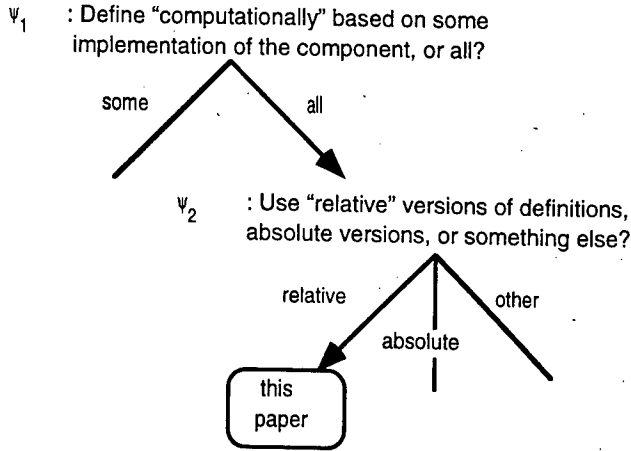 Ψ1 : Define “computationally” based on some
implementation of the component, or all?
some
all
Ψ2 : Use “relative” versions of definitions,
absolute versions, or something else?
relative
other
absolute
this
paper